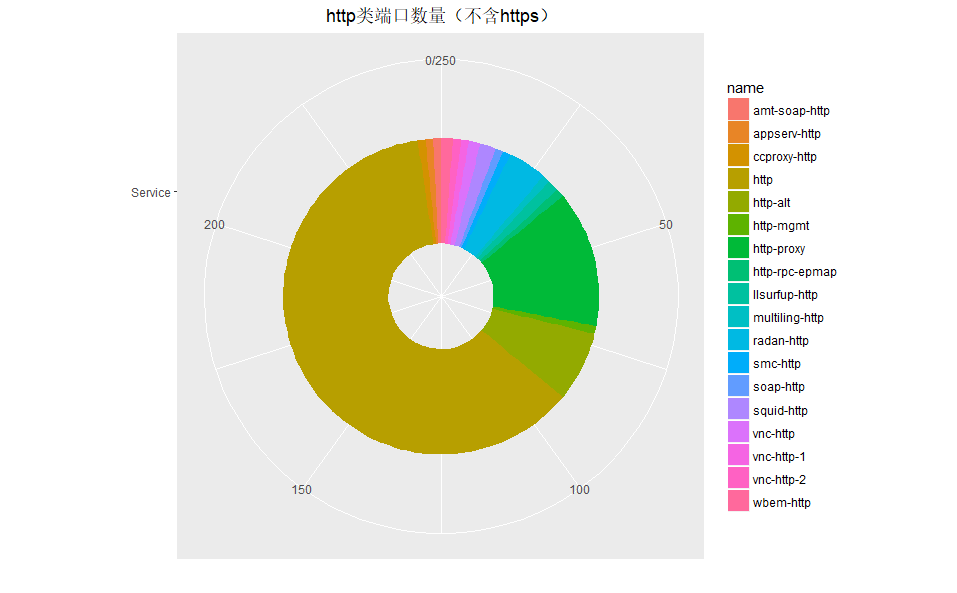 http类端口数量（不含https）
0/250
Service
200
50
150
100
name
amt-soap-http
appserv-http
ccproxy-http
http
http-alt
http-mgmt
http-proxy
http-rpc-epmap
llsurfup-http
multiling-http
radan-http
smc-http
soap-http
squid-http
vnc-http
vnc-http-1
vnc-http-2
wbem-http